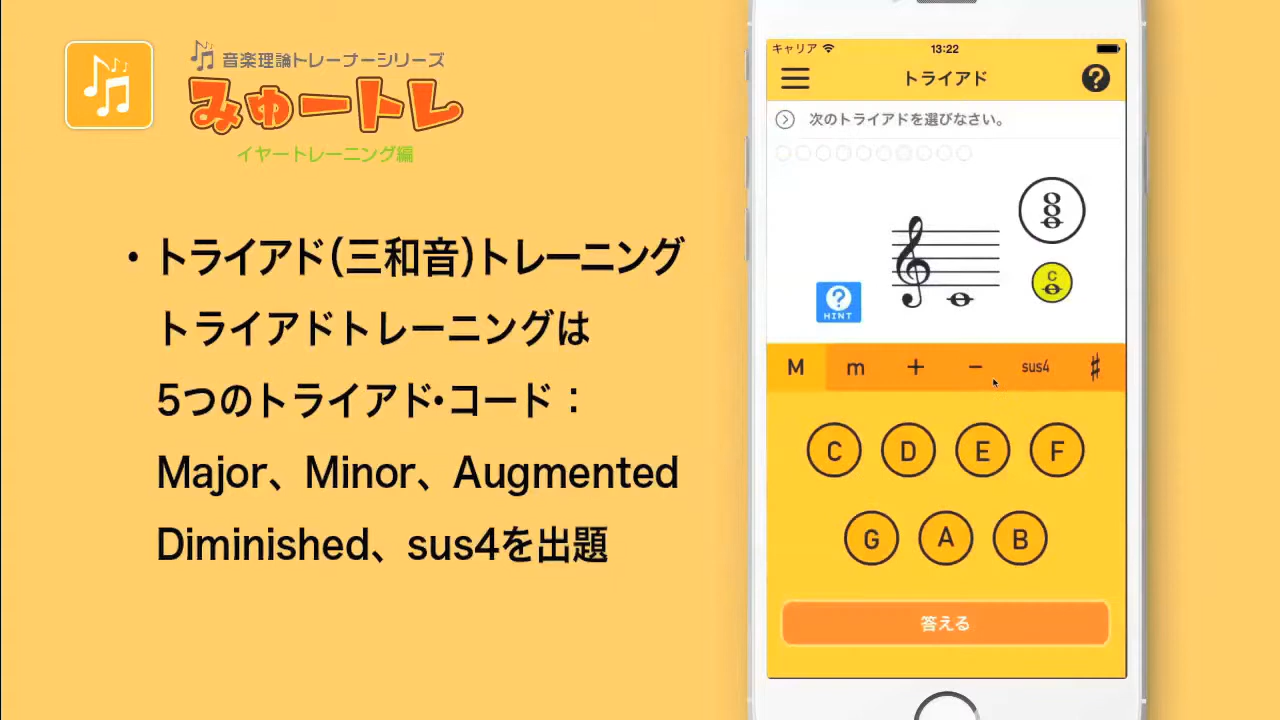 音楽理論トレーナーシリーズ
みゅートレ
イヤートレーニング編
・トライアド(三和音)トレーニング
トライアドトレーニングは
5つのトライアド・コード：
Major、Minor、Augmented
Diminished、sus4を出題
キャリア 13:22
トライアド ?
次のトライアドを選びなさい。
C
?
HINT
M m + − sus4 ♯
C D E F
G A B
答える